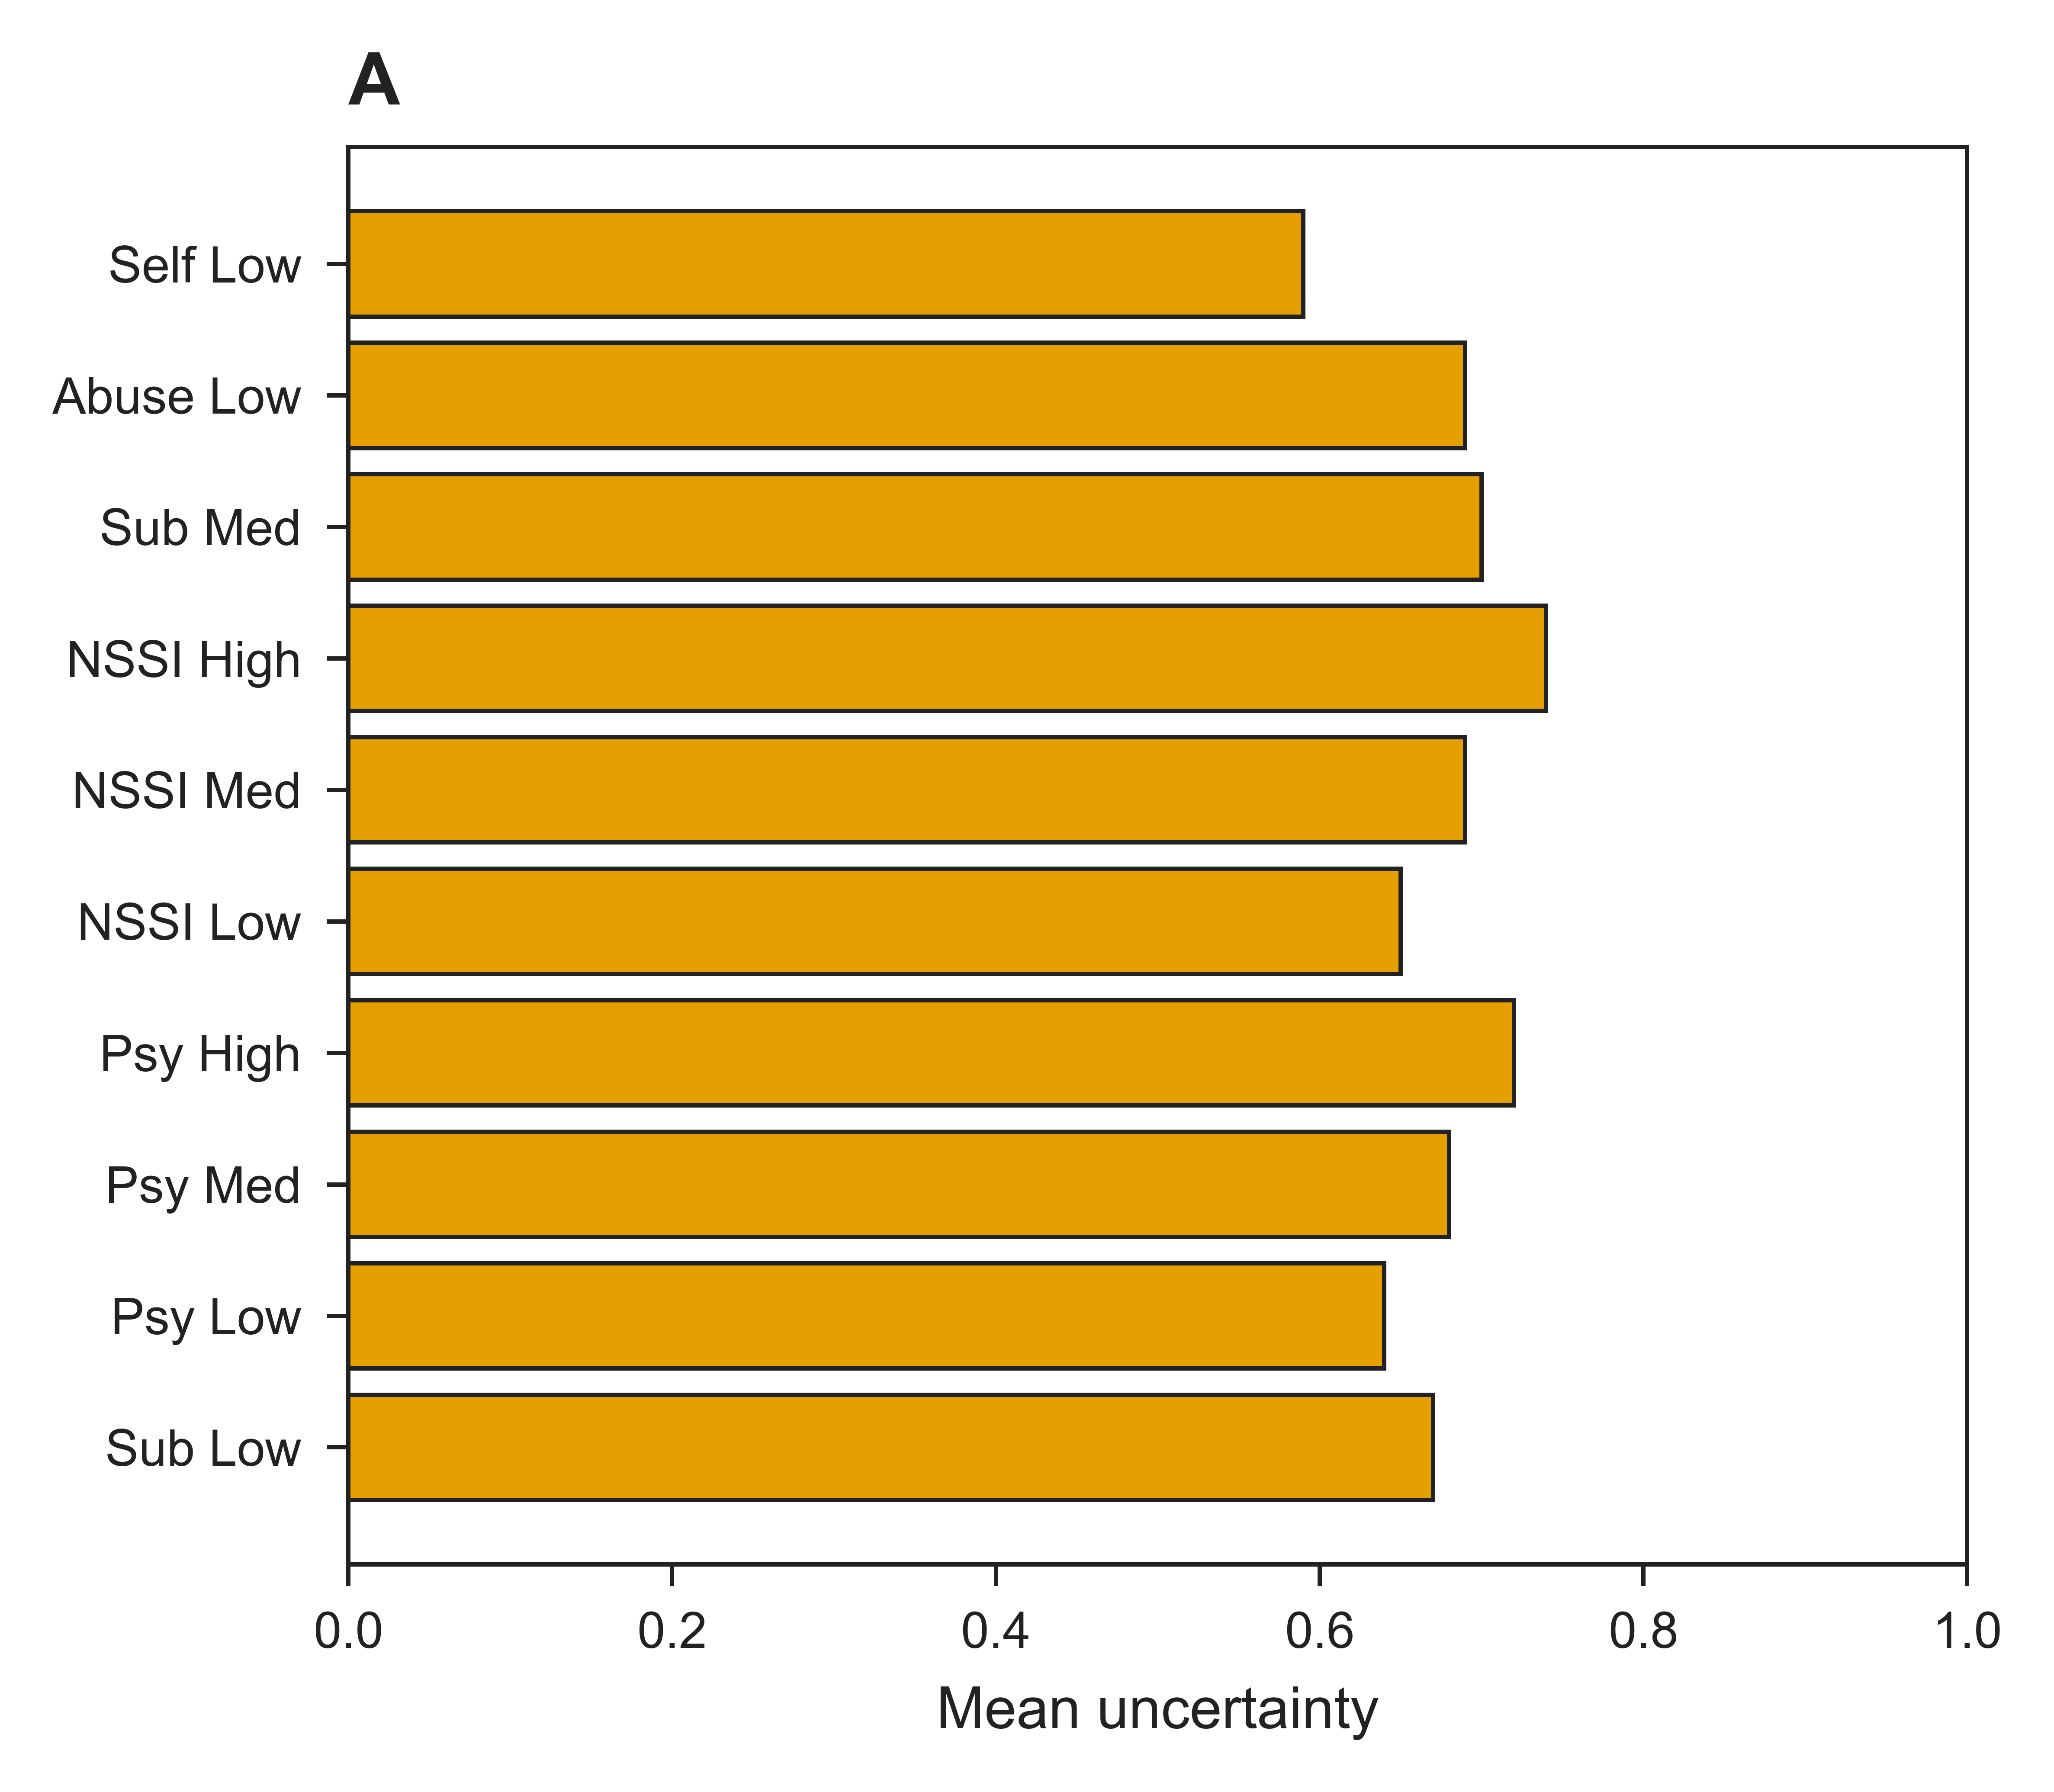 A
Self Low
Abuse Low
Sub Med
NSSI High
NSSI Med
NSSI Low
Psy High
Psy Med
Psy Low
Sub Low
0.0 0.2 0.4 0.6 0.8 1.0
Mean uncertainty